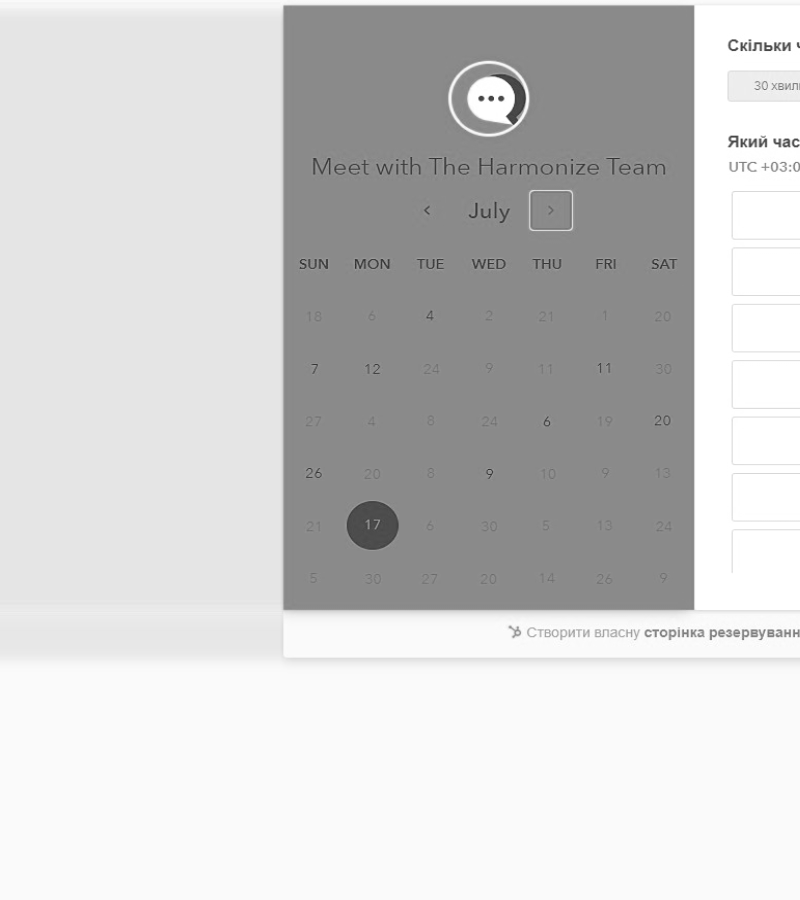 Meet with The Harmonize Team
July
SUN MON TUE WED THU FRI SAT
18 6 4 2 21 1 20
7 12 24 9 11 11 30
27 4 8 24 6 19 20
26 20 8 9 10 9 13
21 17 6 30 5 13 24
5 30 27 20 14 26 9
Скільки ч
30 хвил
Який час
UTC +03:0
Створити власну сторінка резервуванн